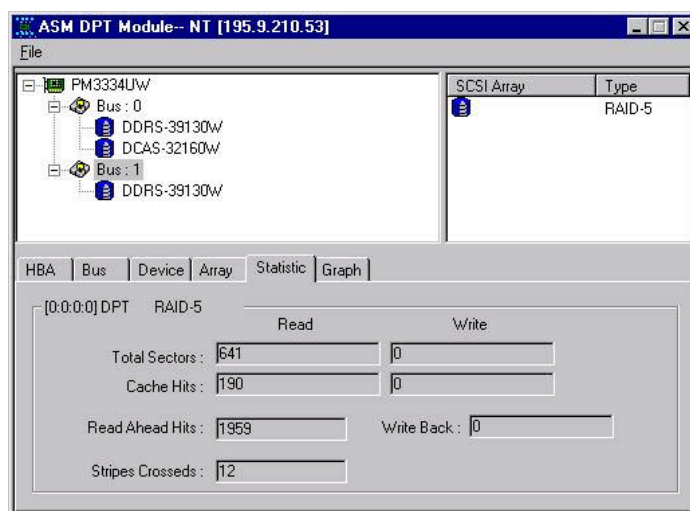 ASM DPT Module-- NT [195.9.210.53]
File
PM3334UW
Bus : 0
DDRS-39130W
DCAS-32160W
Bus : 1
DDRS-39130W
SCSI Array Type
RAID-5
HBA Bus Device Array Statistic Graph
[0:0:0:0] DPT RAID-5
Read Write
Total Sectors : 641 0
Cache Hits : 190 0
Read Ahead Hits : 1959 Write Back : 0
Stripes Crosseds : 12